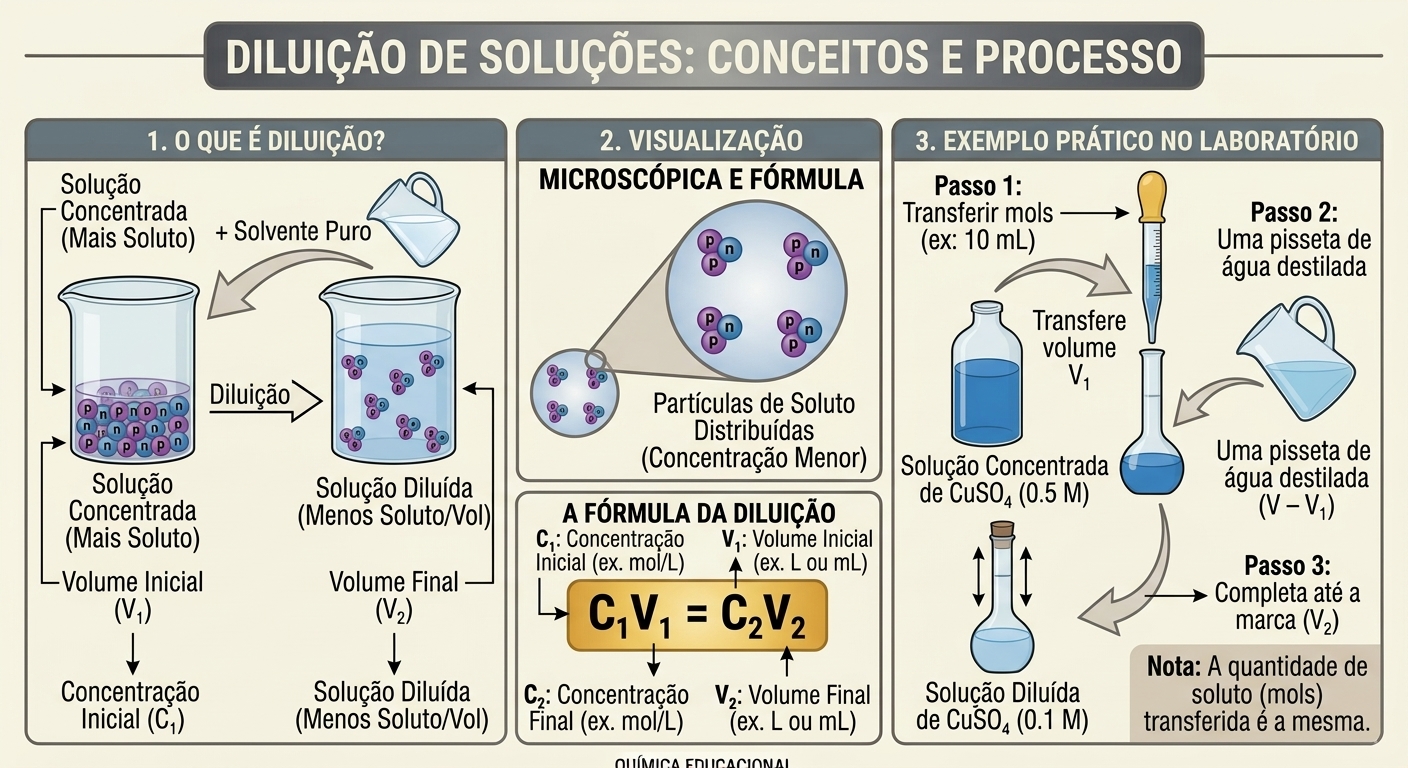 DILUIÇÃO DE SOLUÇÕES: CONCEITOS E PROCESSO
1. O QUE É DILUIÇÃO?
Solução
Concentrada
(Mais Soluto)
+ Solvente Puro
Diluição
p n p n p n n
n p n p n
p n p n p n
Solução
Concentrada
(Mais Soluto)
Solução Diluída
(Menos Soluto/Vol)
Volume Inicial
(V₁)
Volume Final
(V₂)
Concentração
Inicial (C₁)
Solução Diluída
(Menos Soluto/Vol)
2. VISUALIZAÇÃO
MICROSCÓPICA E FÓRMULA
p n p
p n p
p n p
p n p
Partículas de Soluto
Distribuídas
(Concentração Menor)
A FÓRMULA DA DILUIÇÃO
C₁: Concentração
Inicial (ex. mol/L)
V₁: Volume Inicial
(ex. L ou mL)
C₁V₁ = C₂V₂
C₂: Concentração
Final (ex. mol/L)
V₂: Volume Final
(ex. L ou mL)
3. EXEMPLO PRÁTICO NO LABORATÓRIO
Passo 1:
Transferir mols
(ex: 10 mL)
Passo 2:
Uma pisseta de
água destilada
Transfere
volume
V₁
Solução Concentrada
de CuSO₄ (0.5 M)
Uma pisseta de
água destilada
(V – V₁)
Passo 3:
Completa até a
marca (V₂)
Solução Diluída
de CuSO₄ (0.1 M)
Nota: A quantidade de
soluto (mols)
transferida é a mesma.
QUÍMICA EDUCACIONAL